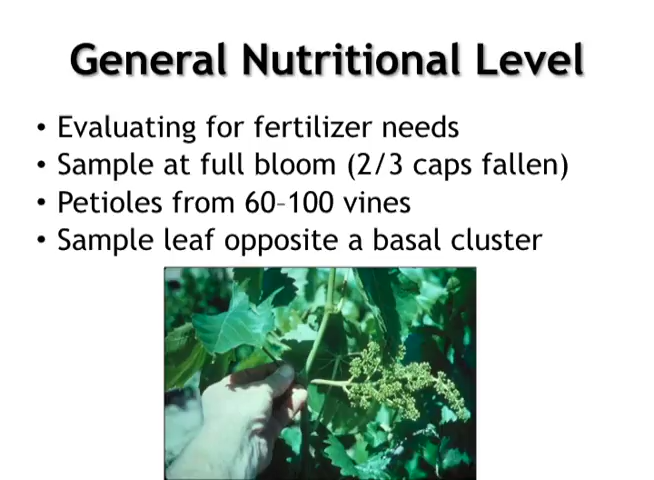 General Nutritional Level
• Evaluating for fertilizer needs
• Sample at full bloom (2/3 caps fallen)
• Petioles from 60–100 vines
• Sample leaf opposite a basal cluster